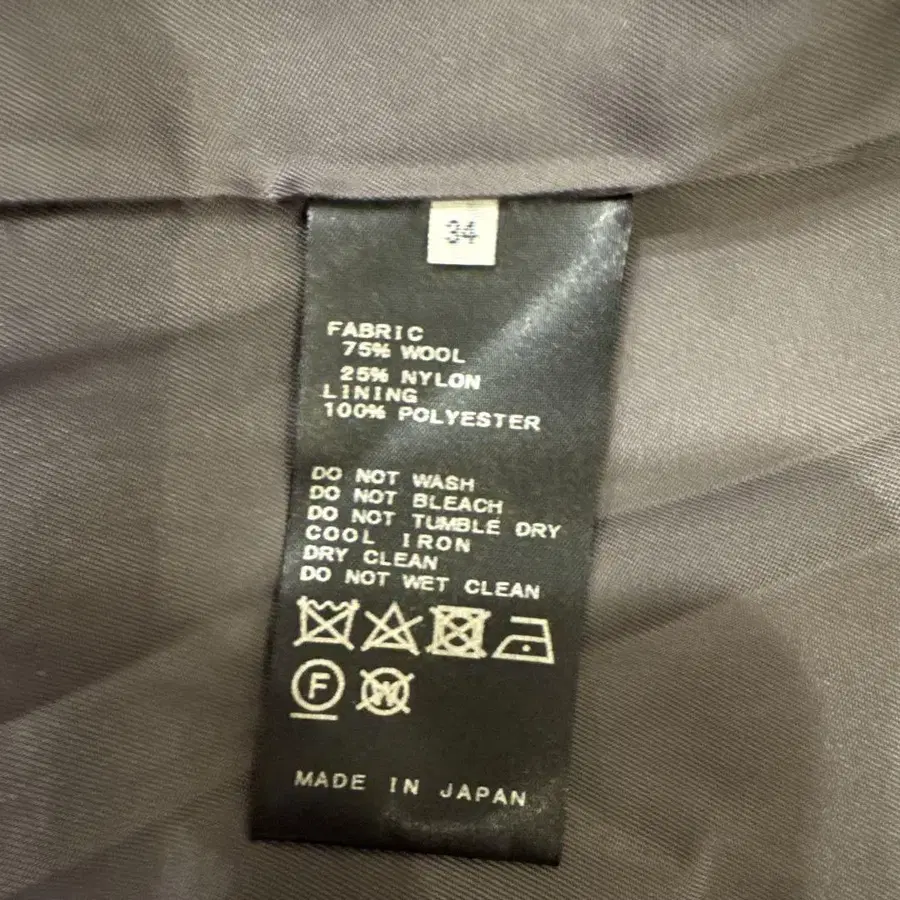 34
FABRIC
75% WOOL
25% NYLON
LINING
100% POLYESTER
DO NOT WASH
DO NOT BLEACH
DO NOT TUMBLE DRY
COOL IRON
DRY CLEAN
DO NOT WET CLEAN
F W
MADE IN JAPAN